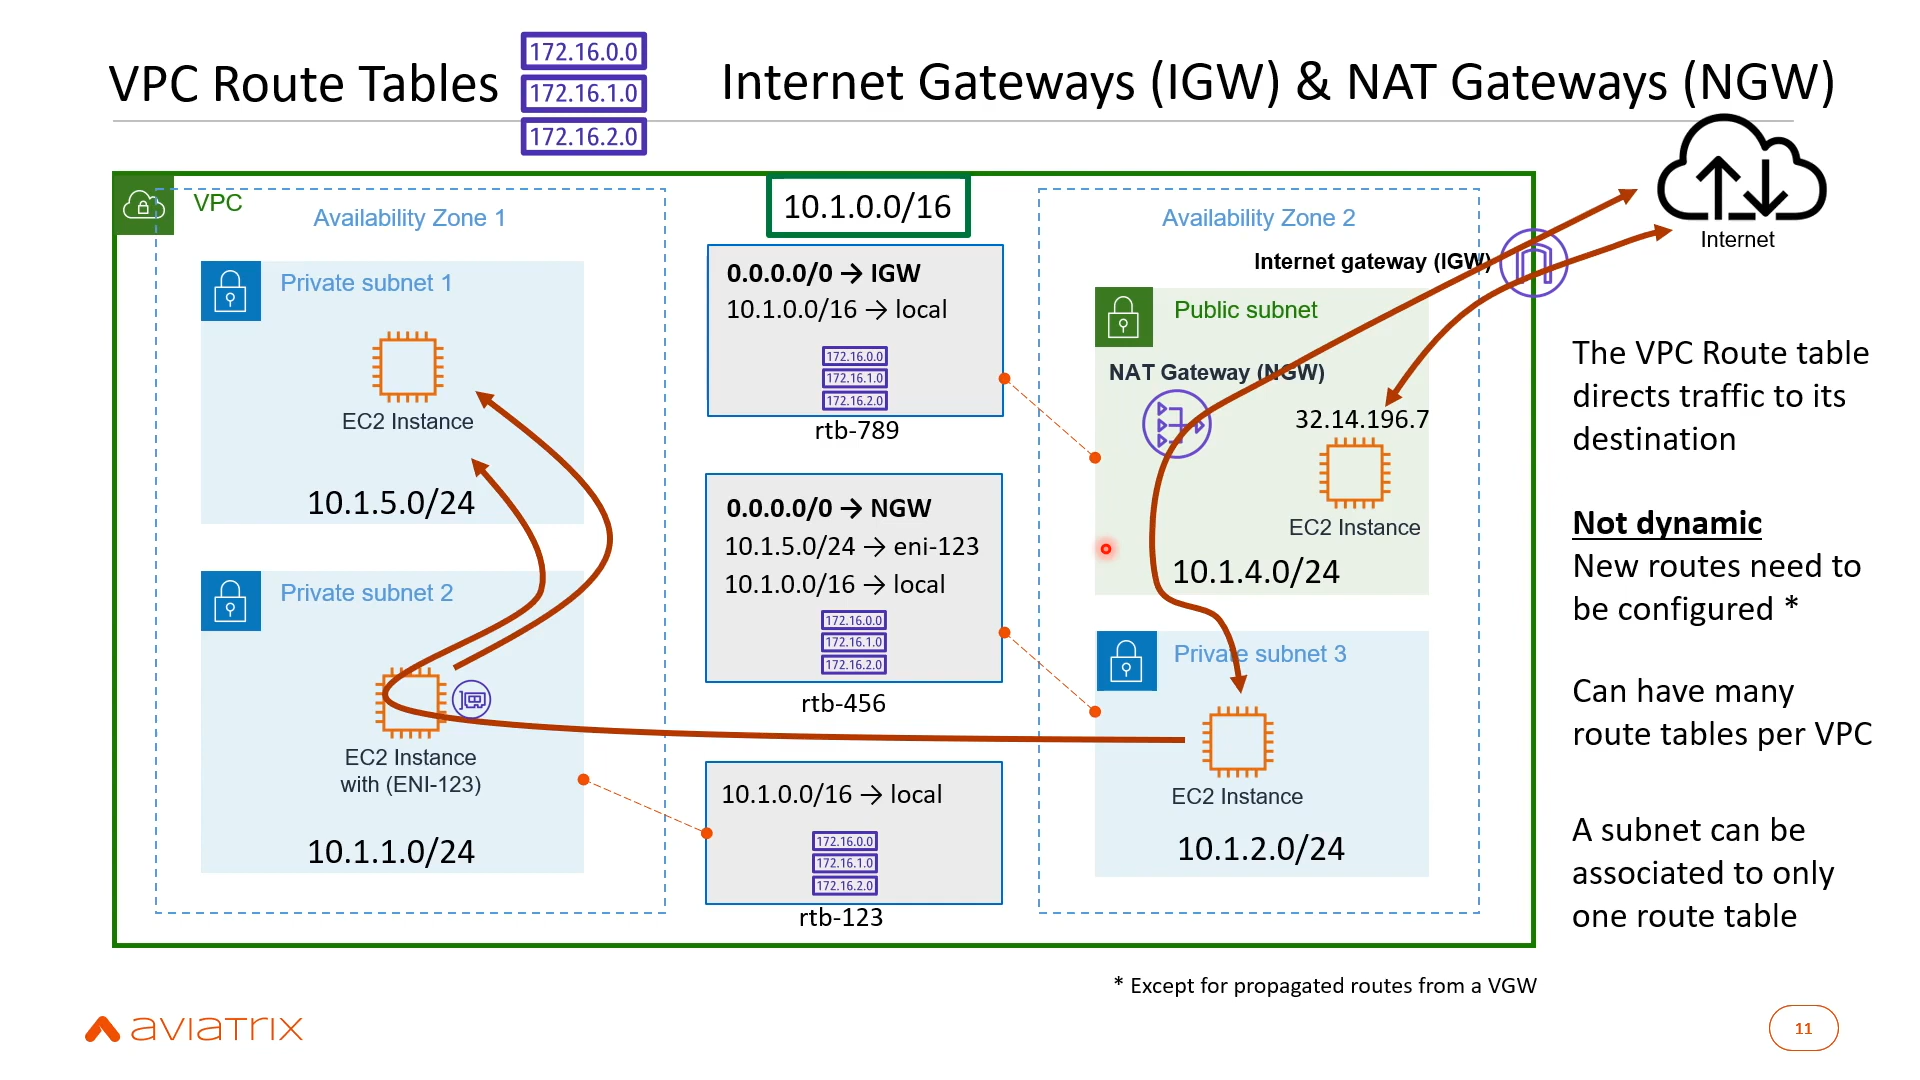 VPC Route Tables
172.16.0.0
172.16.1.0
172.16.2.0
Internet Gateways (IGW) & NAT Gateways (NGW)
VPC
Availability Zone 1
Private subnet 1
EC2 Instance
10.1.5.0/24
Private subnet 2
EC2 Instance
with (ENI-123)
10.1.1.0/24
10.1.0.0/16
0.0.0.0/0 → IGW
10.1.0.0/16 → local
172.16.0.0
172.16.1.0
172.16.2.0
rtb-789
0.0.0.0/0 → NGW
10.1.5.0/24 → eni-123
10.1.0.0/16 → local
172.16.0.0
172.16.1.0
172.16.2.0
rtb-456
10.1.0.0/16 → local
172.16.0.0
172.16.1.0
172.16.2.0
rtb-123
Availability Zone 2
Internet gateway (IGW)
Public subnet
NAT Gateway (NGW)
32.14.196.7
EC2 Instance
10.1.4.0/24
Private subnet 3
EC2 Instance
10.1.2.0/24
Internet
The VPC Route table
directs traffic to its
destination
Not dynamic
New routes need to
be configured *
Can have many
route tables per VPC
A subnet can be
associated to only
one route table
* Except for propagated routes from a VGW
aviatrix
11